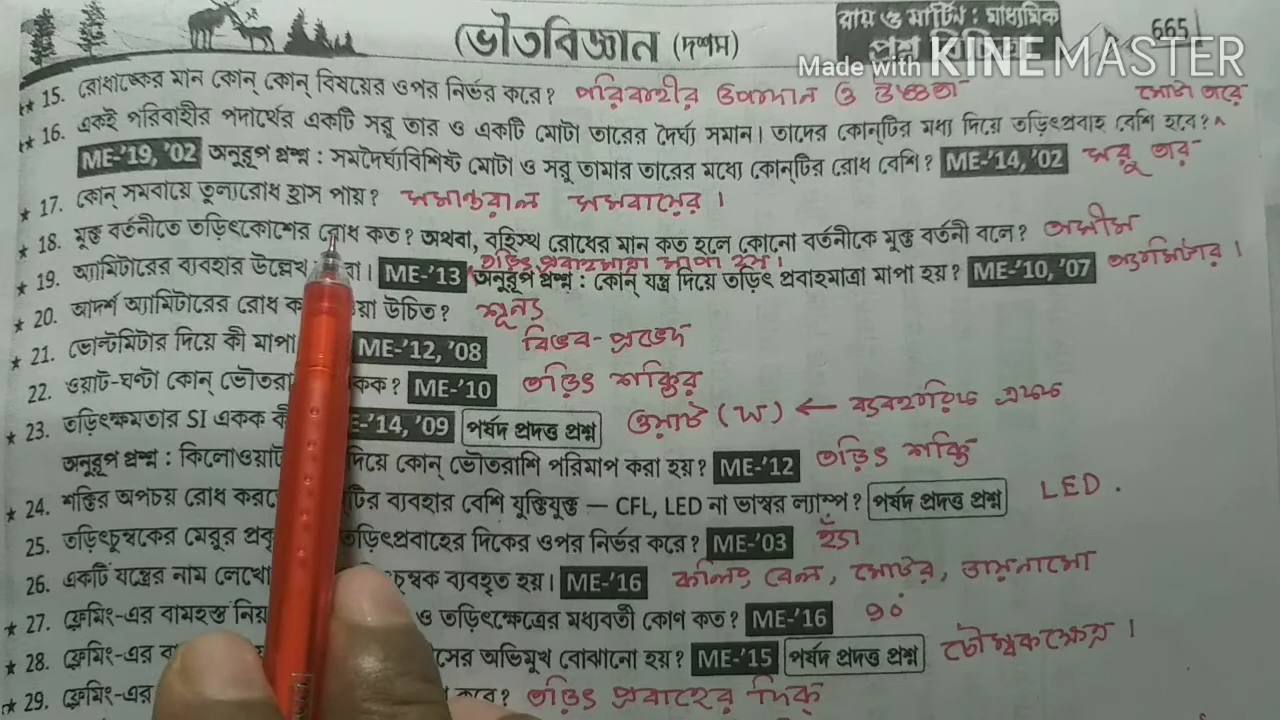 ভৌতবিজ্ঞান (দশম)
রায় ও মার্টিন : মাধ্যমিক
প্রশ্ন
665
Made with KINEMASTER
★ 15. রোধাঙ্কের মান কোন্ কোন্ বিষয়ের ওপর নির্ভর করে? পরিবাহীর উপাদান ও উষ্ণতা
মোটা তারে
★ 16. একই পরিবাহীর পদার্থের একটি সরু তার ও একটি মোটা তারের দৈর্ঘ্য সমান। তাদের কোন্‌টির মধ্য দিয়ে তড়িৎপ্রবাহ বেশি হবে?
ME-'19, '02 অনুরূপ প্রশ্ন : সমদৈর্ঘ্যবিশিষ্ট মোটা ও সরু তামার তারের মধ্যে কোন্‌টির রোধ বেশি? ME-'14, '02 সরু তার
★ 17. কোন্ সমবায়ে তুল্যরোধ হ্রাস পায়? সমান্তরাল সমবায়ের।
★ 18. মুক্ত বর্তনীতে তড়িৎকোশের রোধ কত? অথবা, বহিস্থ রোধের মান কত হলে কোনো বর্তনীকে মুক্ত বর্তনী বলে? অসীম
তড়িৎ প্রবাহমাত্রা মাপা হয়।
★ 19. অ্যামিটারের ব্যবহার উল্লেখ ME-'13 অনুরূপ প্রশ্ন : কোন্ যন্ত্র দিয়ে তড়িৎ প্রবাহমাত্রা মাপা হয়? ME-'10, '07 অ্যামিটার।
★ 20. আদর্শ অ্যামিটারের রোধ উচিত? শূন্য
★ 21. ভোল্টমিটার দিয়ে কী মাপা ME-'12, '08 বিভব-প্রভেদ
22. ওয়াট-ঘণ্টা কোন্ ME-'10 তড়িৎ শক্তির
★ 23. তড়িৎক্ষমতার SI একক '14, '09 পর্ষদ প্রদত্ত প্রশ্ন ওয়াট (W) ← ব্যবহারিক একক
অনুরূপ প্রশ্ন : দিয়ে কোন্ ভৌতরাশি পরিমাপ করা হয়? ME-'12 তড়িৎ শক্তি
★ 24. শক্তির অপচয় রোধ ব্যবহার বেশি যুক্তিযুক্ত — CFL, LED না ভাস্বর ল্যাম্প? পর্ষদ প্রদত্ত প্রশ্ন LED.
25. তড়িৎচুম্বকের মেরুর তড়িৎপ্রবাহের দিকের ওপর নির্ভর করে? ME-'03 হ্যাঁ
26. একটি যন্ত্রের নাম লেখো ব্যবহৃত হয়। ME-'16 কলিং বেল, মোটর, ডায়নামো
★ 27. ফ্লেমিং-এর বামহস্ত ও তড়িৎক্ষেত্রের মধ্যবর্তী কোণ কত? ME-'16 90°
★ 28. ফ্লেমিং-এর অভিমুখ বোঝানো হয়? ME-'15 পর্ষদ প্রদত্ত প্রশ্ন চৌম্বকক্ষেত্র।
★ 29. ফ্লেমিং-এর করে? তড়িৎ প্রবাহের দিক্